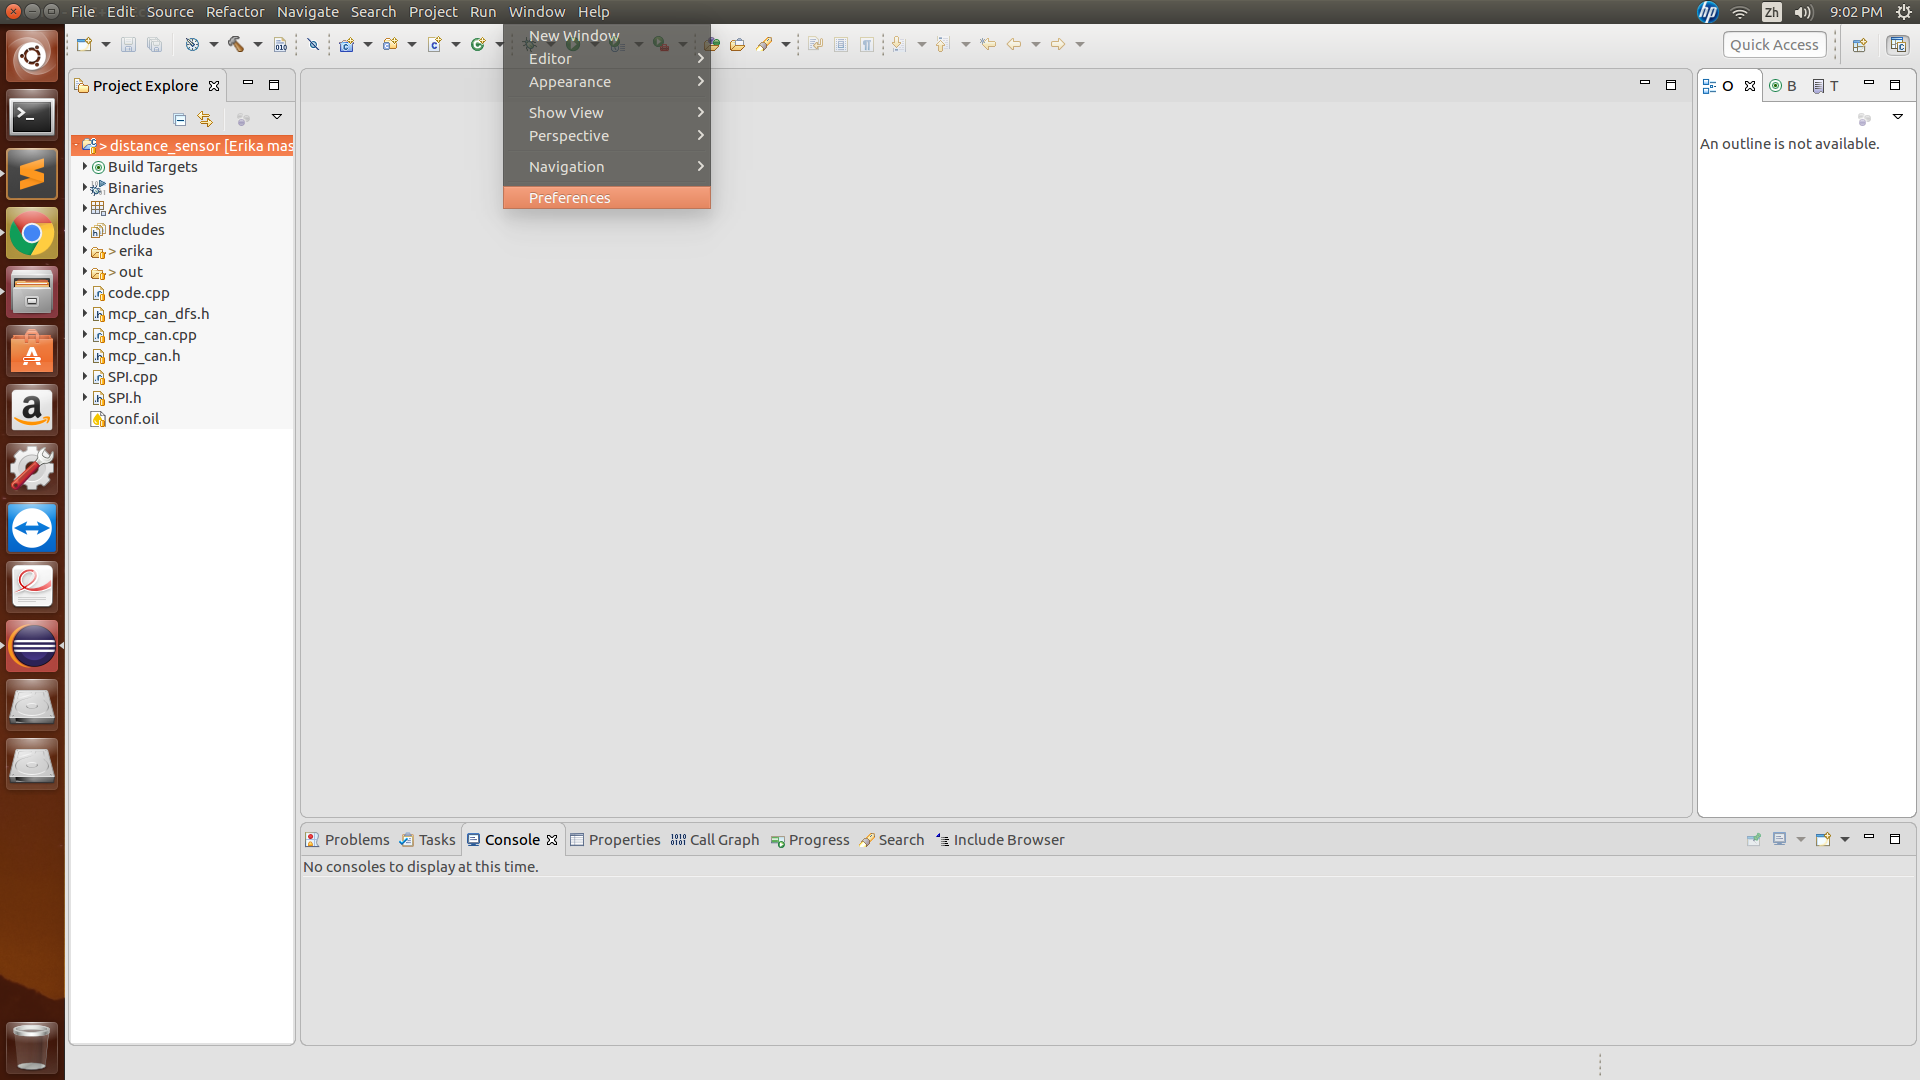 File Edit Source Refactor Navigate Search Project Run Window Help
Zh 9:02 PM
New Window
Editor
Appearance
Show View
Perspective
Navigation
Preferences
Quick Access
Project Explore
> distance_sensor [Erika mas
Build Targets
Binaries
Archives
Includes
> erika
> out
code.cpp
mcp_can_dfs.h
mcp_can.cpp
mcp_can.h
SPI.cpp
SPI.h
conf.oil
O B T
An outline is not available.
Problems Tasks Console Properties Call Graph Progress Search Include Browser
No consoles to display at this time.